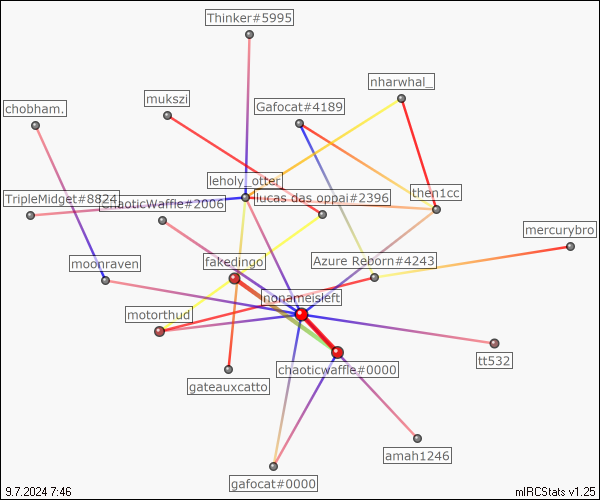 Thinker#5995
nharwhal_
mukszi
chobham.
Gafocat#4189
leholy_otter
then1cc
TripleMidget#8824
ChaoticWaffle#2006
lucas das oppai#2396
mercurybro
moonraven
fakedingo
Azure Reborn#4243
nonameisleft
motorthud
tt532
chaoticwaffle#0000
gateauxcatto
amah1246
gafocat#0000
9.7.2024 7:46
mIRCStats v1.25